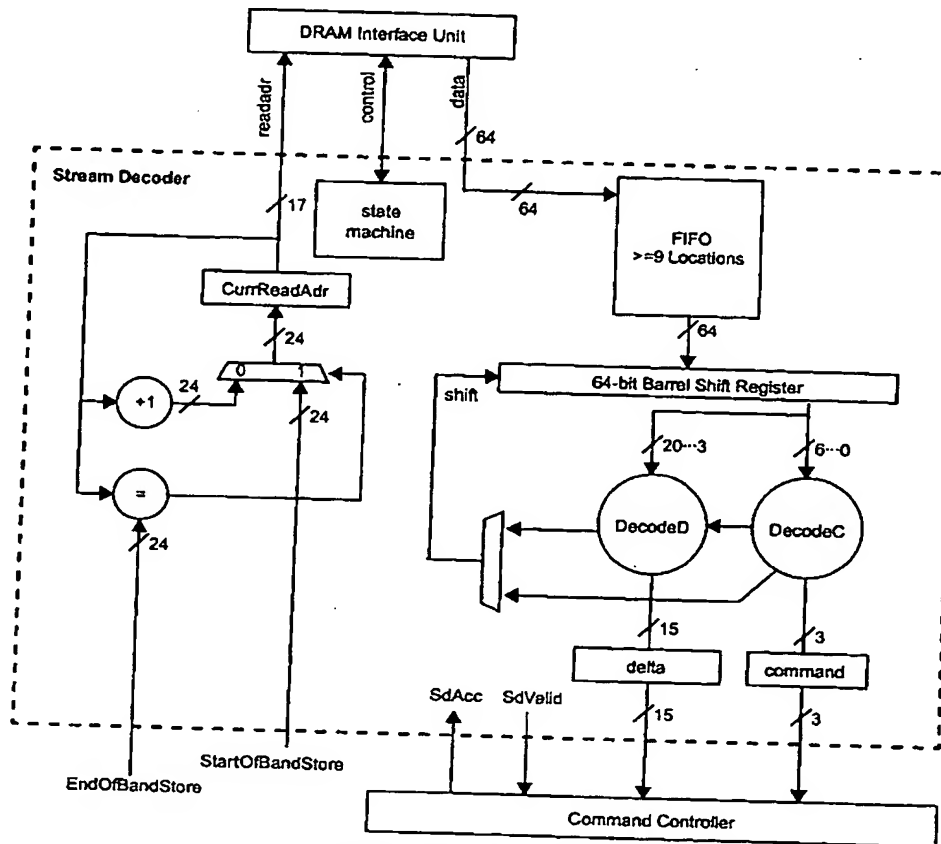 DRAM Interface Unit
readadr
control
data
64
Stream Decoder
17
state
machine
64
FIFO
>=9 Locations
CurrReadAdr
24
64
0 1
shift
64-bit Barrel Shift Register
+1
24
24
20···3
6···0
=
DecodeD
DecodeC
24
15
3
delta
command
SdAcc
SdValid
15
3
StartOfBandStore
EndOfBandStore
Command Controller